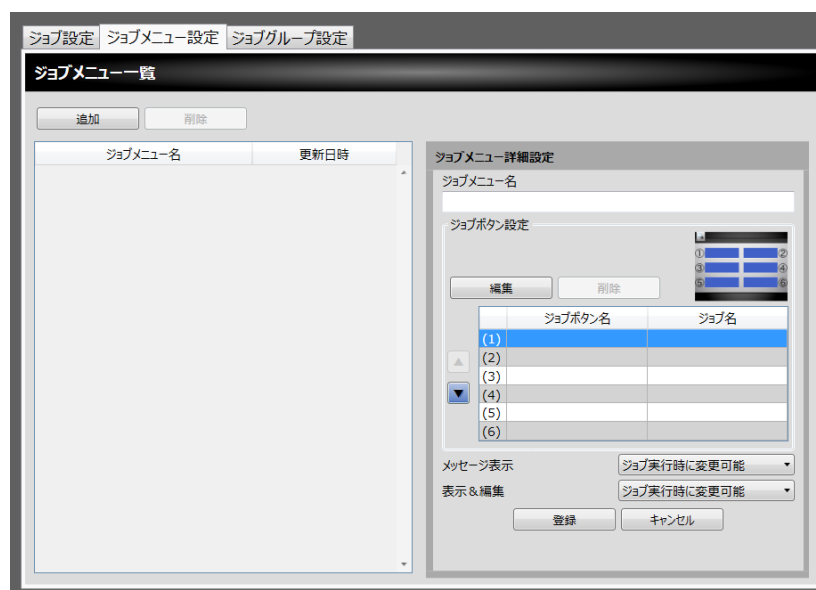 ジョブ設定 ジョブメニュー設定 ジョブグループ設定
ジョブメニュー一覧
追加 削除
ジョブメニュー名 更新日時
ジョブメニュー詳細設定
ジョブメニュー名
ジョブボタン設定
① ②
③ ④
⑤ ⑥
編集 削除
ジョブボタン名 ジョブ名
(1)
(2)
(3)
(4)
(5)
(6)
メッセージ表示 ジョブ実行時に変更可能
表示&編集 ジョブ実行時に変更可能
登録 キャンセル